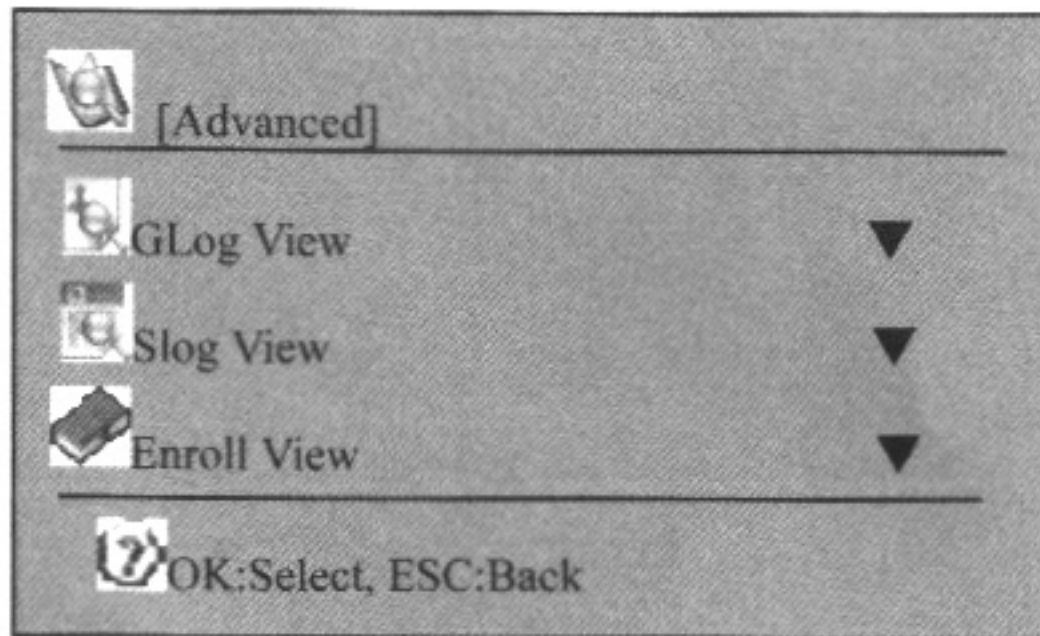 [Advanced]
GLog View
Slog View
Enroll View
OK:Select, ESC:Back